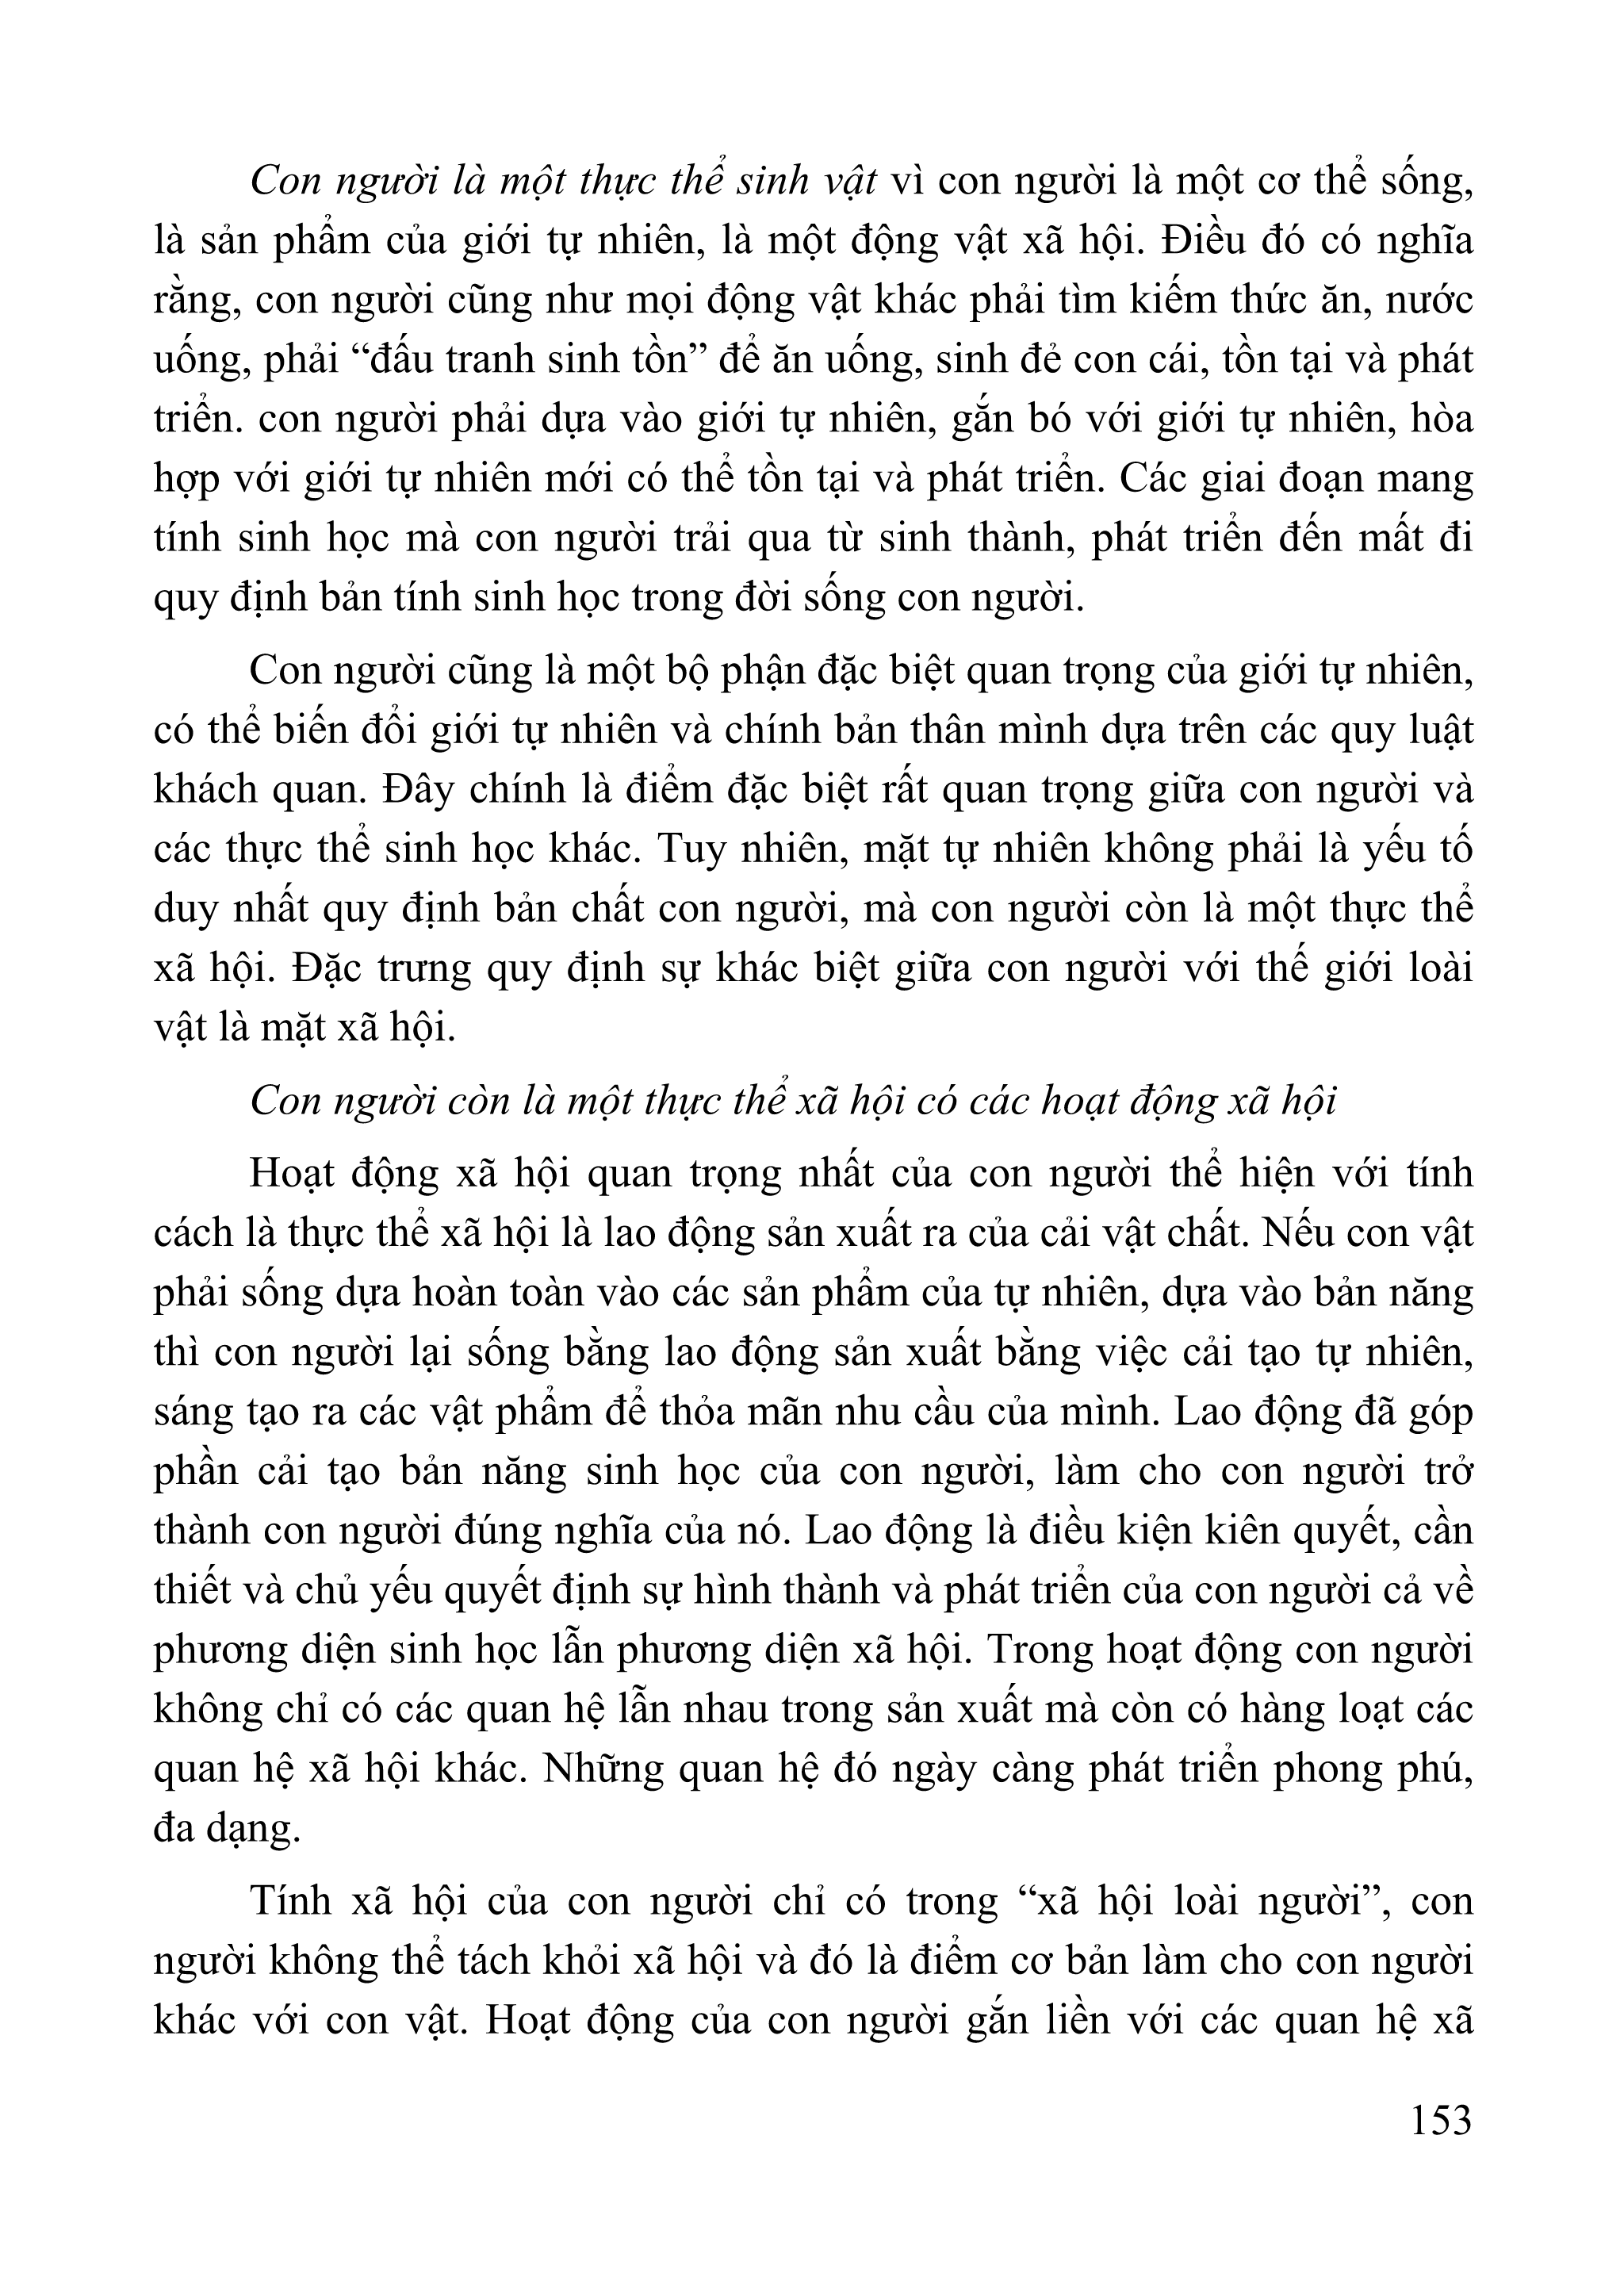 Con người là một thực thể sinh vật vì con người là một cơ thể sống,
là sản phẩm của giới tự nhiên, là một động vật xã hội. Điều đó có nghĩa
rằng, con người cũng như mọi động vật khác phải tìm kiếm thức ăn, nước
uống, phải “đấu tranh sinh tồn” để ăn uống, sinh đẻ con cái, tồn tại và phát
triển. con người phải dựa vào giới tự nhiên, gắn bó với giới tự nhiên, hòa
hợp với giới tự nhiên mới có thể tồn tại và phát triển. Các giai đoạn mang
tính sinh học mà con người trải qua từ sinh thành, phát triển đến mất đi
quy định bản tính sinh học trong đời sống con người.
Con người cũng là một bộ phận đặc biệt quan trọng của giới tự nhiên,
có thể biến đổi giới tự nhiên và chính bản thân mình dựa trên các quy luật
khách quan. Đây chính là điểm đặc biệt rất quan trọng giữa con người và
các thực thể sinh học khác. Tuy nhiên, mặt tự nhiên không phải là yếu tố
duy nhất quy định bản chất con người, mà con người còn là một thực thể
xã hội. Đặc trưng quy định sự khác biệt giữa con người với thế giới loài
vật là mặt xã hội.
Con người còn là một thực thể xã hội có các hoạt động xã hội
Hoạt động xã hội quan trọng nhất của con người thể hiện với tính
cách là thực thể xã hội là lao động sản xuất ra của cải vật chất. Nếu con vật
phải sống dựa hoàn toàn vào các sản phẩm của tự nhiên, dựa vào bản năng
thì con người lại sống bằng lao động sản xuất bằng việc cải tạo tự nhiên,
sáng tạo ra các vật phẩm để thỏa mãn nhu cầu của mình. Lao động đã góp
phần cải tạo bản năng sinh học của con người, làm cho con người trở
thành con người đúng nghĩa của nó. Lao động là điều kiện kiên quyết, cần
thiết và chủ yếu quyết định sự hình thành và phát triển của con người cả về
phương diện sinh học lẫn phương diện xã hội. Trong hoạt động con người
không chỉ có các quan hệ lẫn nhau trong sản xuất mà còn có hàng loạt các
quan hệ xã hội khác. Những quan hệ đó ngày càng phát triển phong phú,
đa dạng.
Tính xã hội của con người chỉ có trong “xã hội loài người”, con
người không thể tách khỏi xã hội và đó là điểm cơ bản làm cho con người
khác với con vật. Hoạt động của con người gắn liền với các quan hệ xã
153